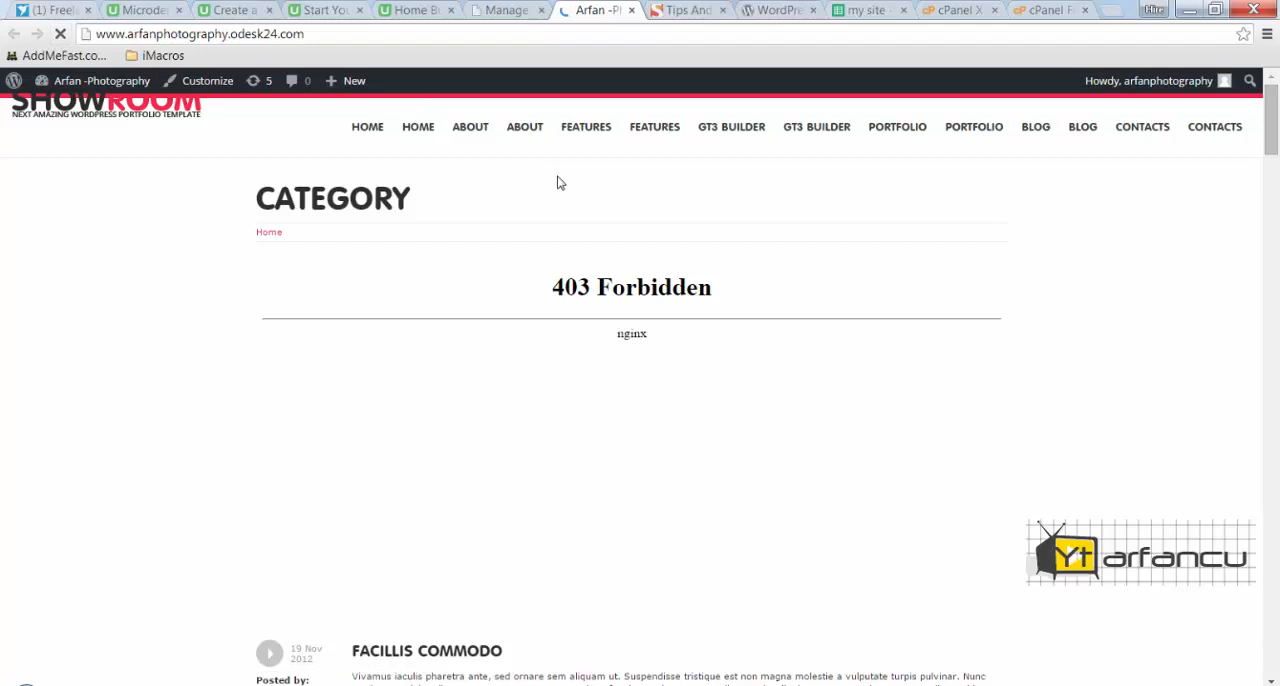 (1) Freel
Microde
Create a
Start You
Home Bu
Manage
Arfan -Pl
Tips And
WordPre
my site -
cPanel X
cPanel F
Hire
www.arfanphotography.odesk24.com
AddMeFast.co...
iMacros
Arfan -Photography
Customize
5
0
New
Howdy, arfanphotography
SHOWROOM
NEXT AMAZING WORDPRESS PORTFOLIO TEMPLATE
HOME HOME ABOUT ABOUT FEATURES FEATURES GT3 BUILDER GT3 BUILDER PORTFOLIO PORTFOLIO BLOG BLOG CONTACTS CONTACTS
CATEGORY
Home
403 Forbidden
nginx
Yt arfancu
19 Nov
2012
FACILLIS COMMODO
Posted by:
Vivamus iaculis pharetra ante, sed ornare sem aliquam ut. Suspendisse tristique est non magna molestie a vulputate turpis pulvinar. Nunc